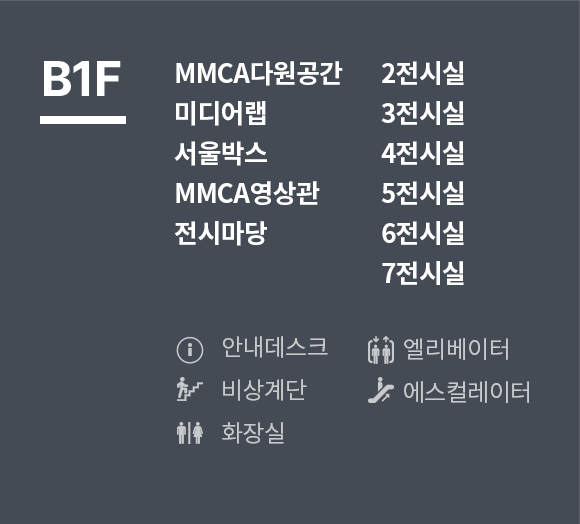 B1F
MMCA다원공간
미디어랩
서울박스
MMCA영상관
전시마당
2전시실
3전시실
4전시실
5전시실
6전시실
7전시실
안내데스크
비상계단
화장실
엘리베이터
에스컬레이터